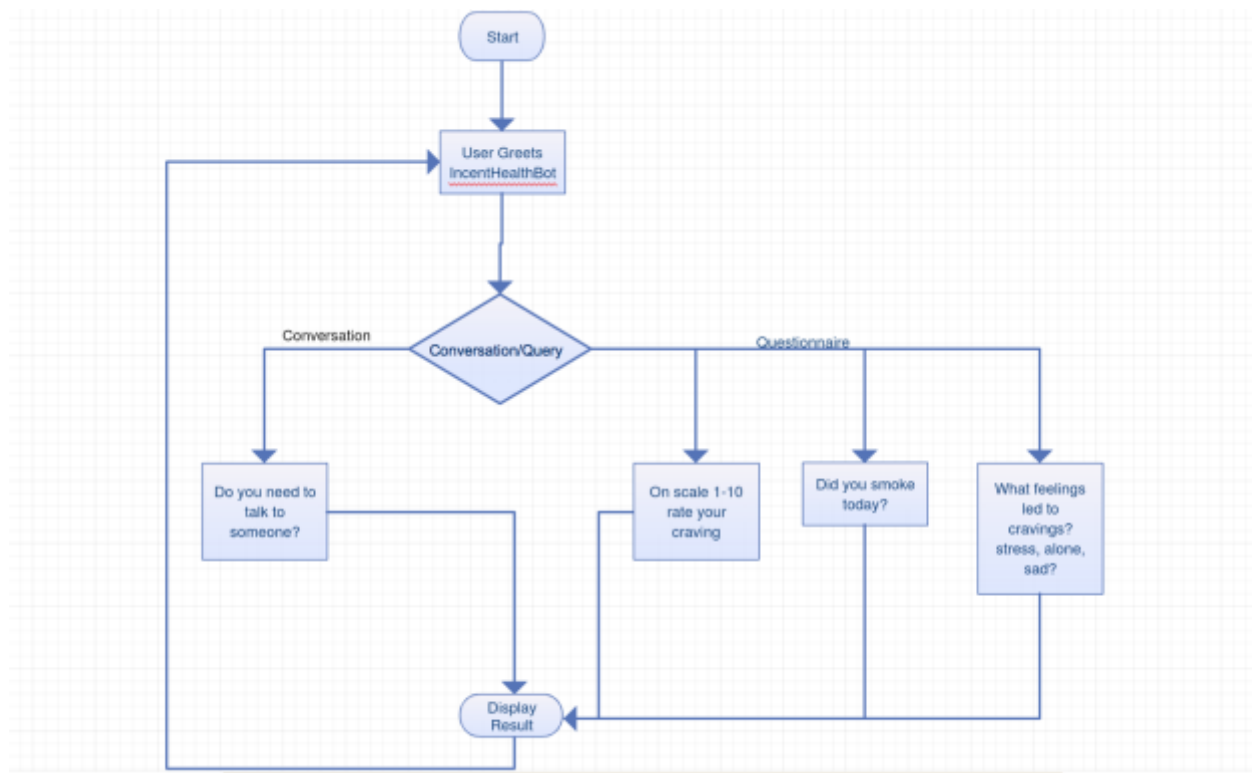 Start
User Greets
IncentHealthBot
Conversation
Conversation/Query
Questionnaire
Do you need to
talk to
someone?
On scale 1-10
rate your
craving
Did you smoke
today?
What feelings
led to
cravings?
stress, alone,
sad?
Display
Result